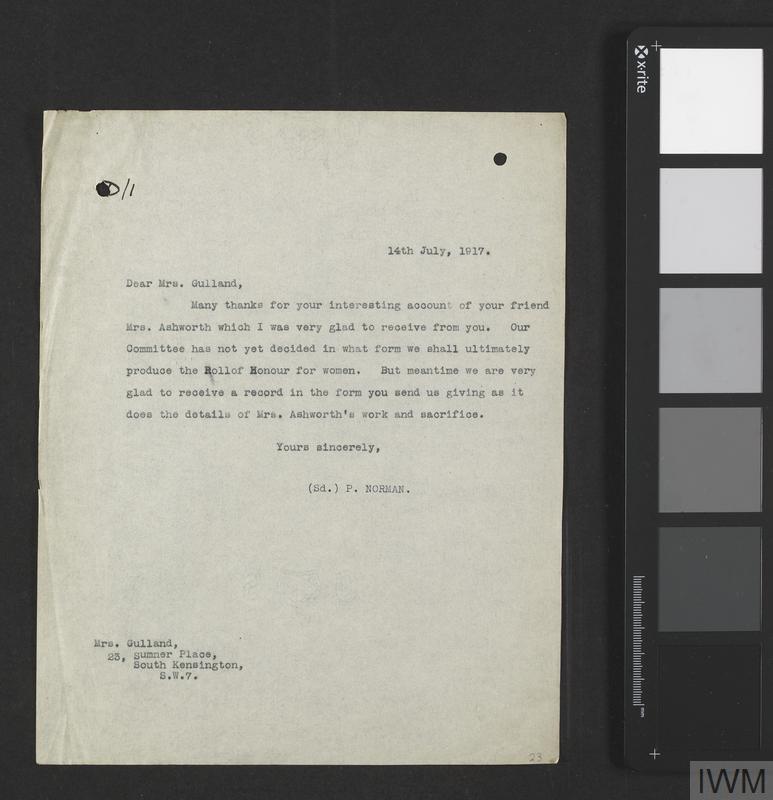 D/1
14th July, 1917.
Dear Mrs. Gulland,
Many thanks for your interesting account of your friend
Mrs. Ashworth which I was very glad to receive from you. Our
Committee has not yet decided in what form we shall ultimately
produce the Rollof Honour for women. But meantime we are very
glad to receive a record in the form you send us giving as it
does the details of Mrs. Ashworth's work and sacrifice.
Yours sincerely,
(Sd.) P. NORMAN.
Mrs. Gulland,
23, Sumner Place,
South Kensington,
S.W.7.
23
x·rite
mm
IWM